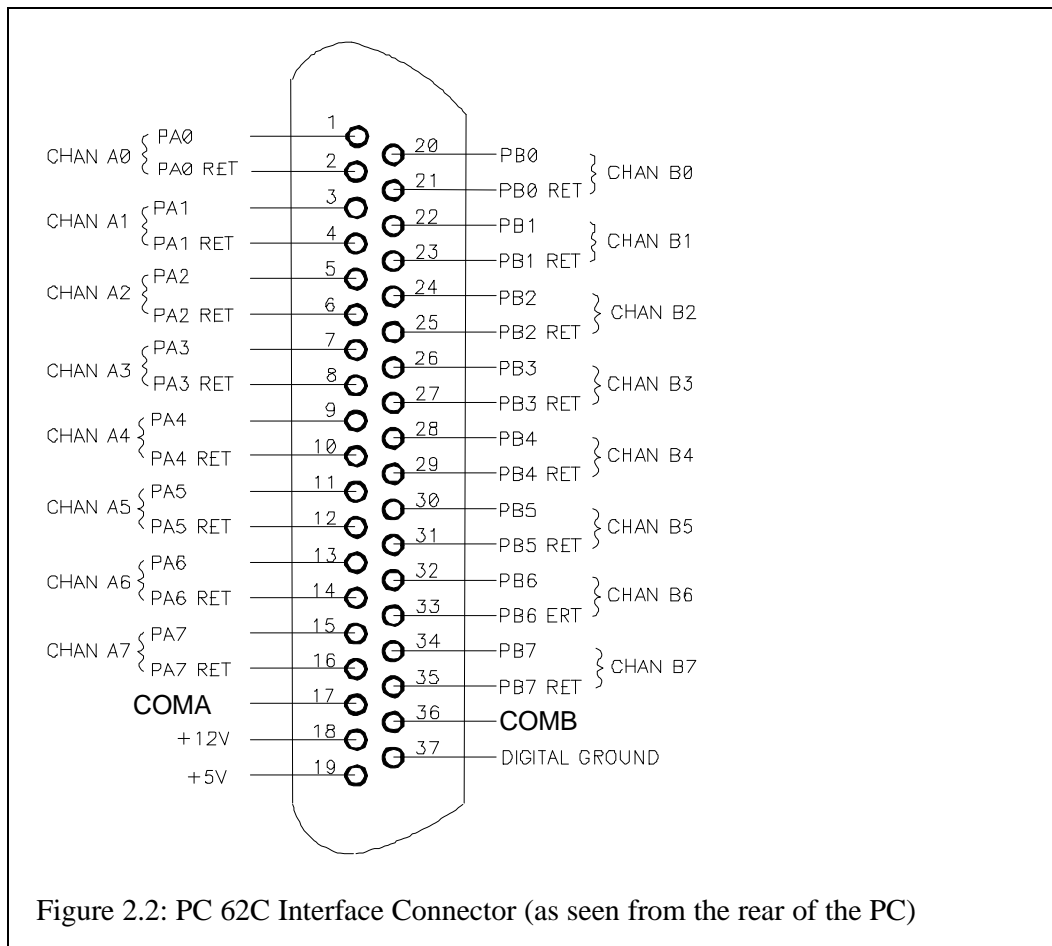 CHAN A0 PA0 1
PA0 RET 2
CHAN A1 PA1 3
PA1 RET 4
CHAN A2 PA2 5
PA2 RET 6
CHAN A3 PA3 7
PA3 RET 8
CHAN A4 PA4 9
PA4 RET 10
CHAN A5 PA5 11
PA5 RET 12
CHAN A6 PA6 13
PA6 RET 14
CHAN A7 PA7 15
PA7 RET 16
COMA 17
+12V 18
+5V 19
20 PB0 CHAN B0
21 PB0 RET
22 PB1 CHAN B1
23 PB1 RET
24 PB2 CHAN B2
25 PB2 RET
26 PB3 CHAN B3
27 PB3 RET
28 PB4 CHAN B4
29 PB4 RET
30 PB5 CHAN B5
31 PB5 RET
32 PB6 CHAN B6
33 PB6 ERT
34 PB7 CHAN B7
35 PB7 RET
36 COMB
37 DIGITAL GROUND
Figure 2.2: PC 62C Interface Connector (as seen from the rear of the PC)